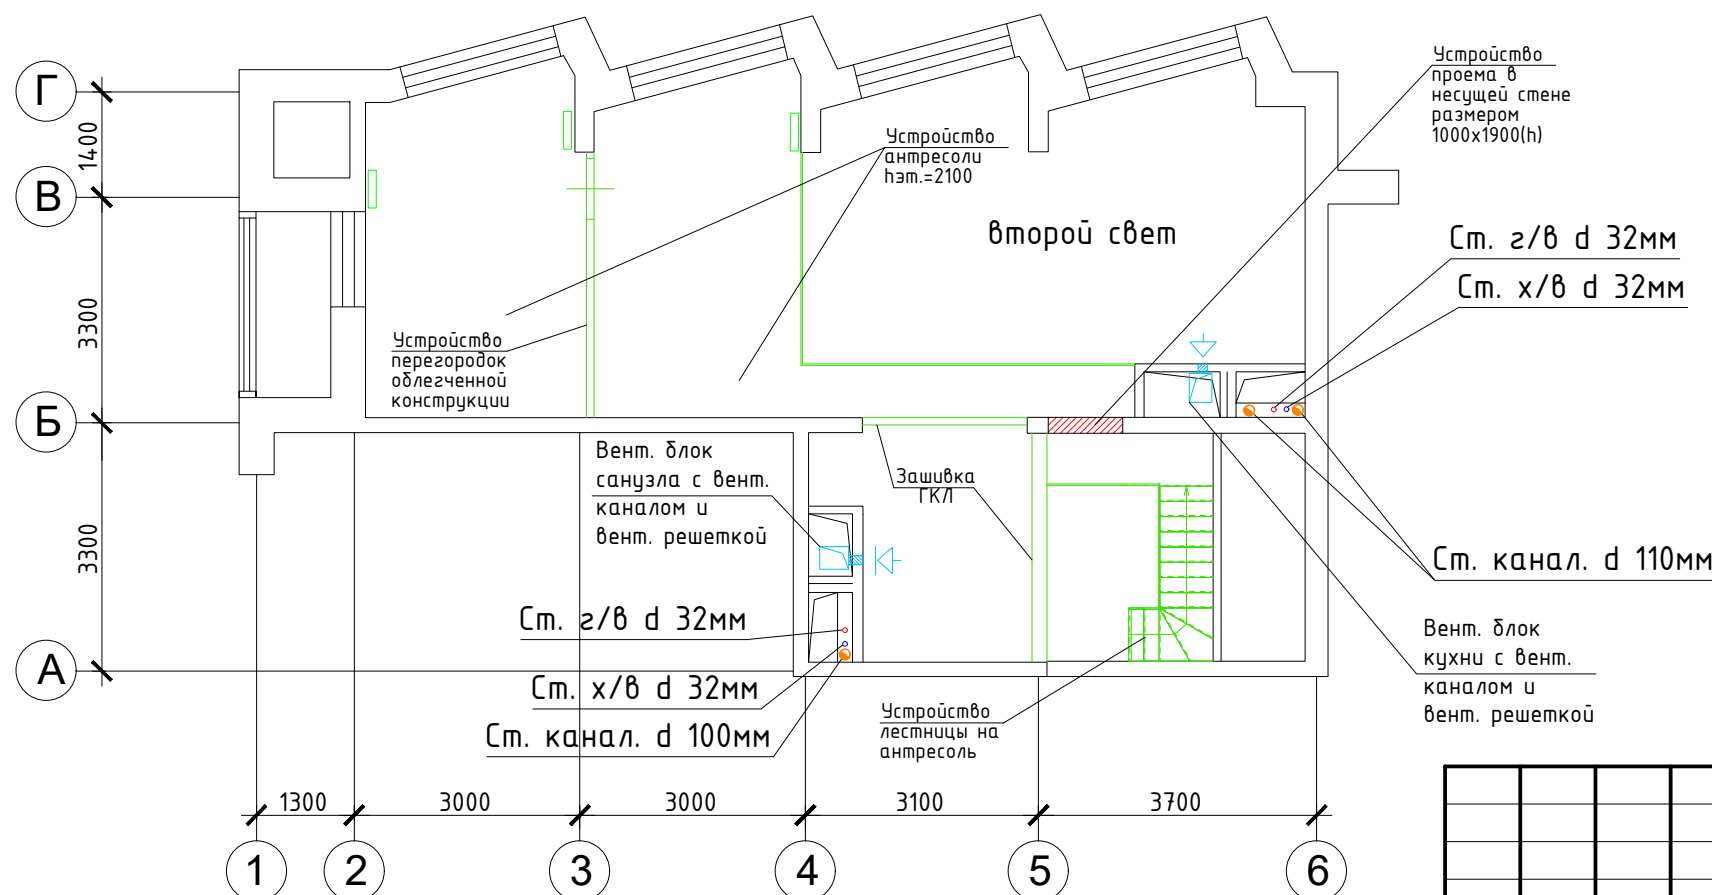 Устройство
проема в
несущей стене
размером
1000х1900(h)
Г
1400
Устройство
антресоли
hэт.=2100
В
второй свет
Ст. г/в d 32мм
Ст. х/в d 32мм
3300
Устройство
перегородок
облегченной
конструкции
Б
Вент. блок
санузла с вент.
каналом и
вент. решеткой
Зашивка
ГКЛ
3300
Ст. канал. d 110мм
Ст. г/в d 32мм
Ст. х/в d 32мм
Ст. канал. d 100мм
А
Устройство
лестницы на
антресоль
Вент. блок
кухни с вент.
каналом и
вент. решеткой
1300
3000
3000
3100
3700
1
2
3
4
5
6